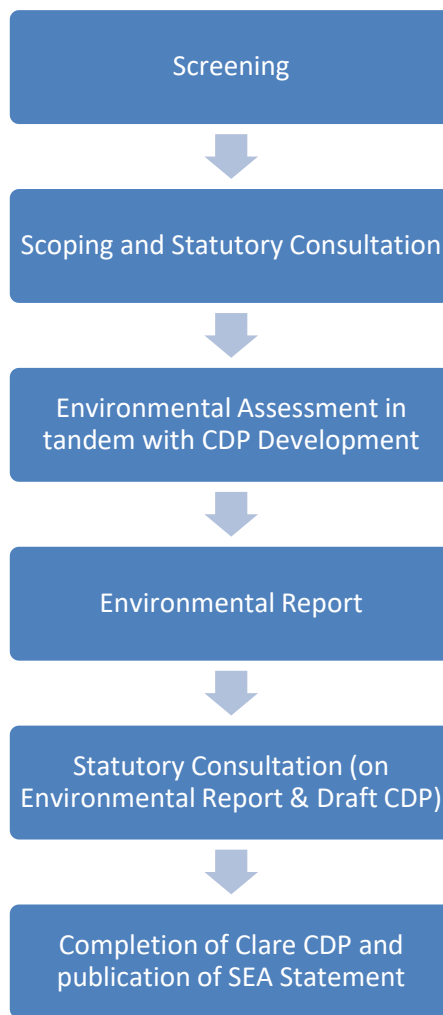 Screening
Scoping and Statutory Consultation
Environmental Assessment in
tandem with CDP Development
Environmental Report
Statutory Consultation (on
Environmental Report & Draft CDP)
Completion of Clare CDP and
publication of SEA Statement